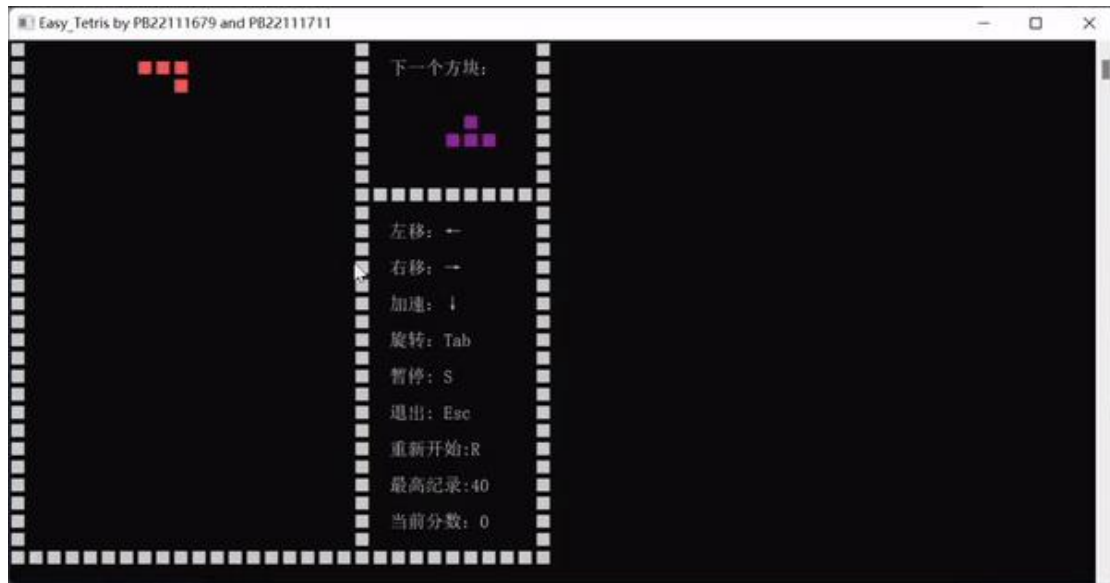 Easy_Tetris by PB22111679 and PB22111711
下一个方块：
左移：←
右移：→
加速：↓
旋转：Tab
暂停：S
退出：Esc
重新开始:R
最高纪录:40
当前分数：0